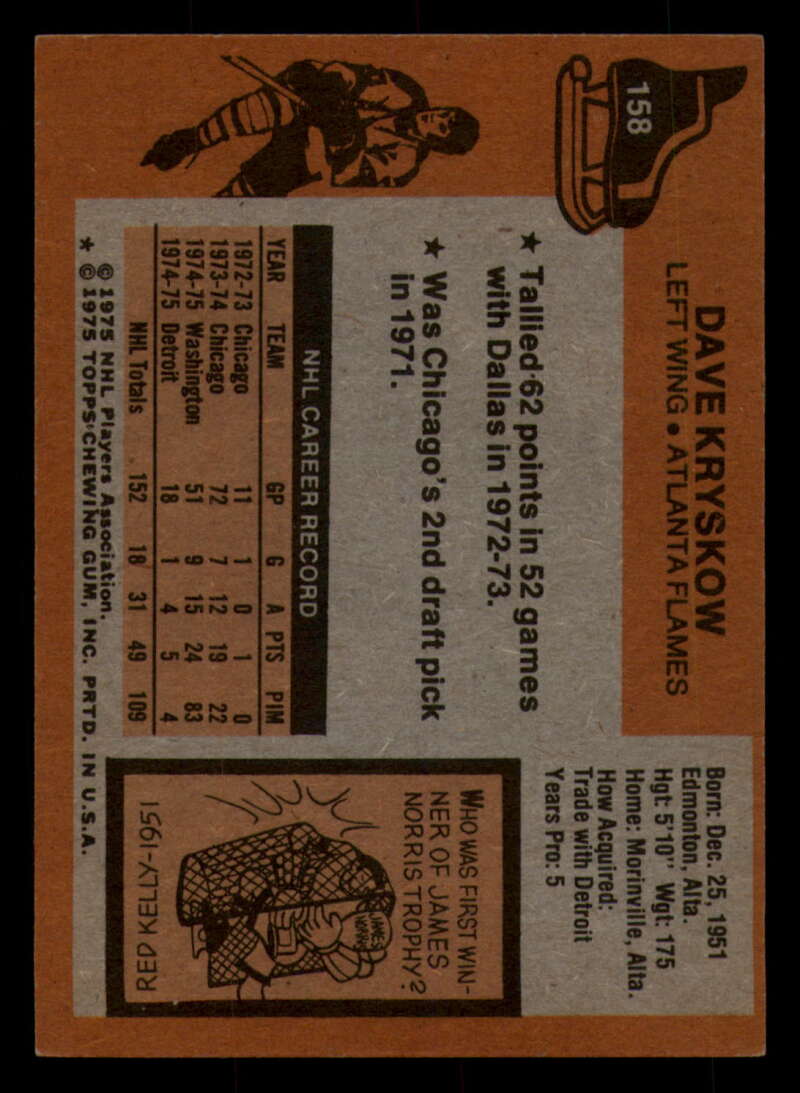 158
DAVE KRYSKOW
LEFT WING • ATLANTA FLAMES
★ Tallied 62 points in 52 games
with Dallas in 1972-73.
★ Was Chicago's 2nd draft pick
in 1971.
NHL CAREER RECORD
YEAR TEAM GP G A PTS PIM
1972-73 Chicago 11 1 0 1 0
1973-74 Chicago 72 7 12 19 22
1974-75 Washington 51 9 15 24 83
1974-75 Detroit 18 1 4 5 4
NHL Totals 152 18 31 49 109
© 1975 NHL Players Association.
* © 1975 TOPPS CHEWING GUM, INC. PRTD. IN U.S.A.
Born: Dec. 25, 1951
Edmonton, Alta.
Hgt: 5'10" Wgt: 175
Home: Morinville, Alta.
How Acquired:
Trade with Detroit
Years Pro: 5
WHO WAS FIRST WIN-
NER OF JAMES
NORRIS TROPHY?
JAMES
NORRIS
RED KELLY-1951